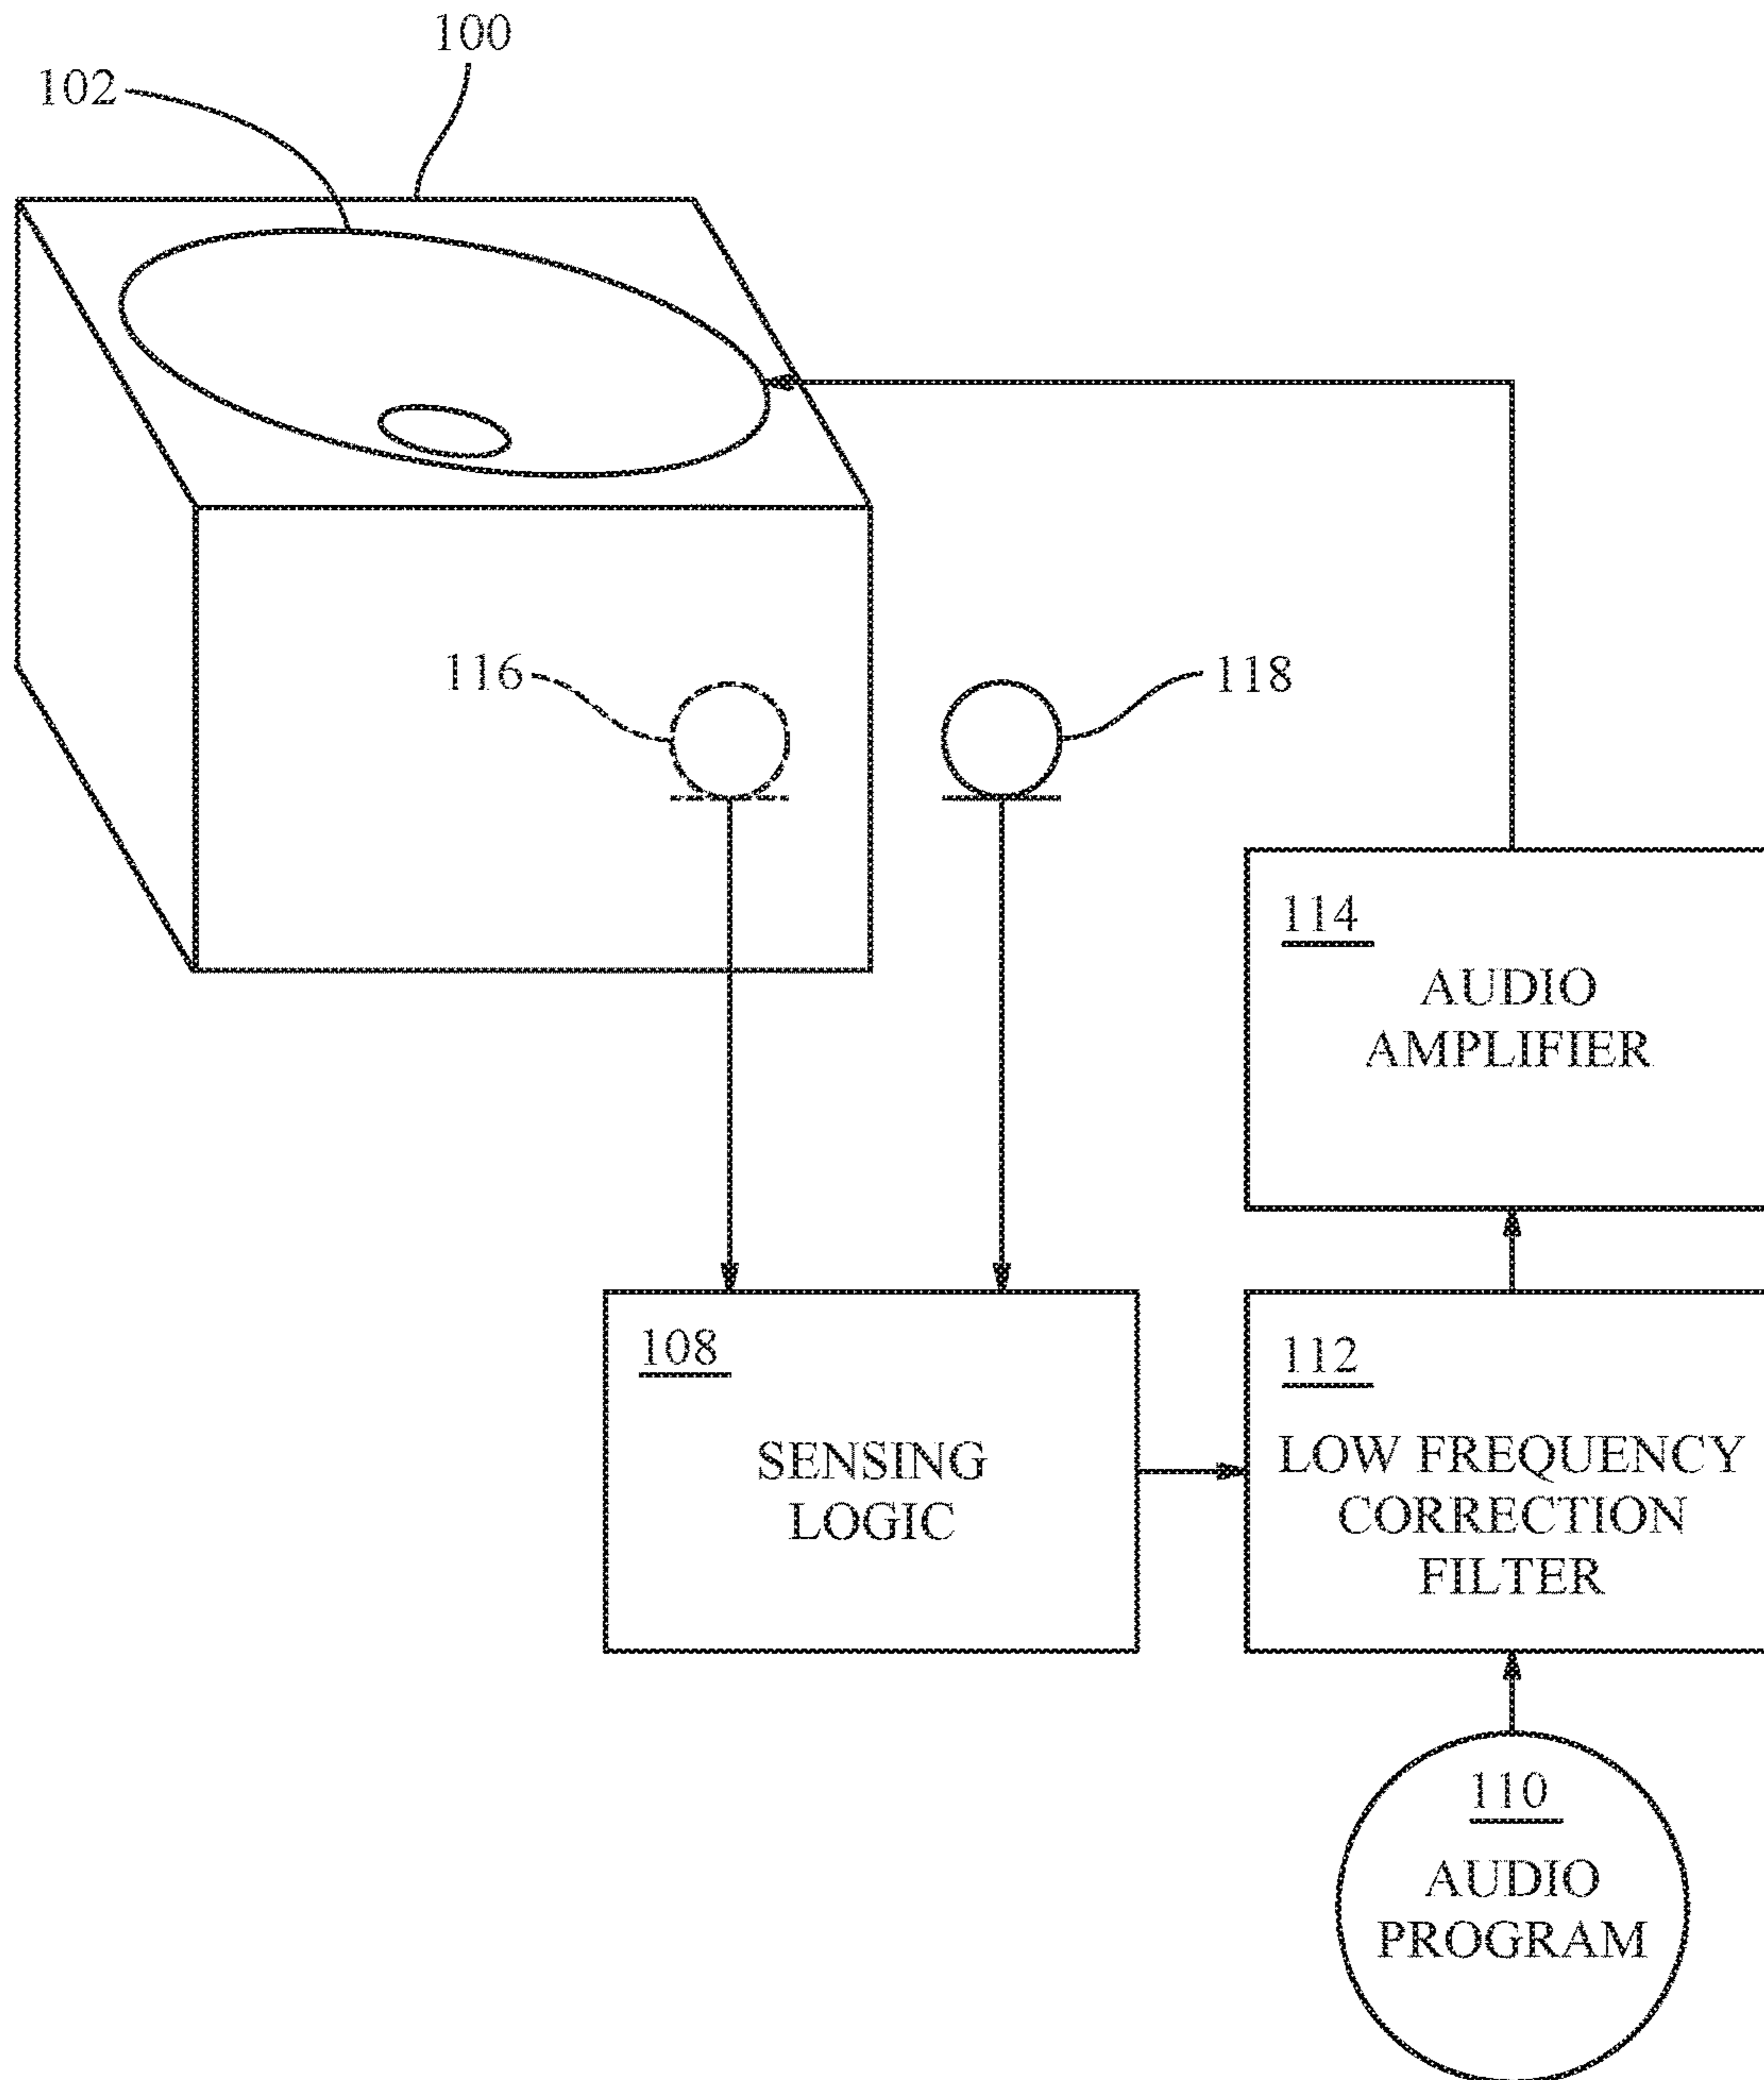 100
102
116
118
114
AUDIO
AMPLIFIER
108
SENSING
LOGIC
112
LOW FREQUENCY
CORRECTION
FILTER
110
AUDIO
PROGRAM